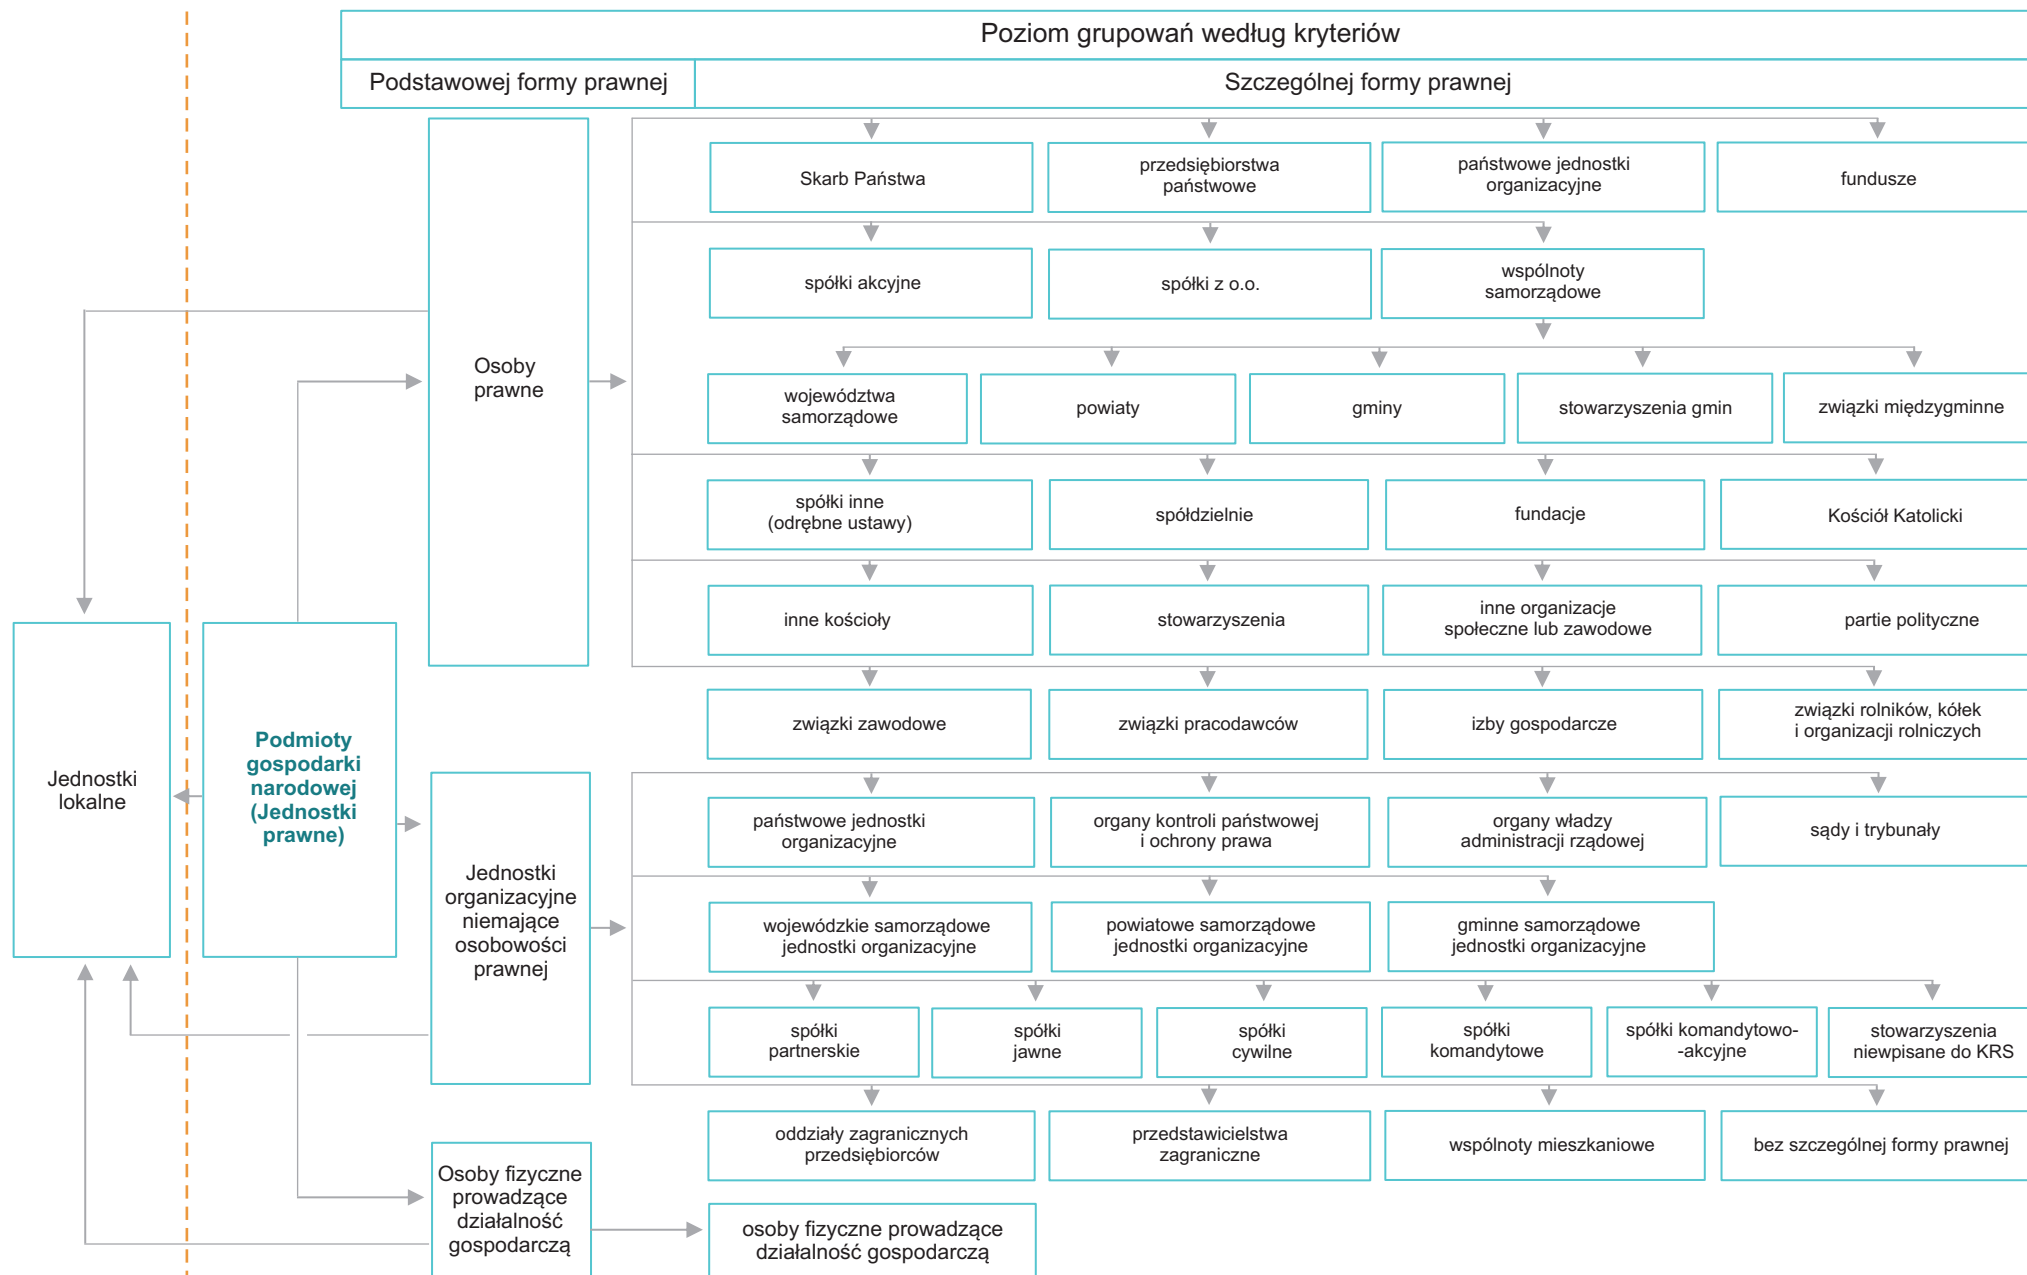 Poziom grupowań według kryteriów
Podstawowej formy prawnej
Szczególnej formy prawnej
Osoby
prawne
Skarb Państwa
przedsiębiorstwa
państwowe
państwowe jednostki
organizacyjne
fundusze
spółki akcyjne
spółki z o.o.
wspólnoty
samorządowe
województwa
samorządowe
powiaty
gminy
stowarzyszenia gmin
związki międzygminne
spółki inne
(odrębne ustawy)
spółdzielnie
fundacje
Kościół Katolicki
inne kościoły
stowarzyszenia
inne organizacje
społeczne lub zawodowe
partie polityczne
związki zawodowe
związki pracodawców
izby gospodarcze
związki rolników, kółek
i organizacji rolniczych
Jednostki
lokalne
Podmioty
gospodarki
narodowej
(Jednostki
prawne)
Jednostki
organizacyjne
niemające
osobowości
prawnej
państwowe jednostki
organizacyjne
organy kontroli państwowej
i ochrony prawa
organy władzy
administracji rządowej
sądy i trybunały
wojewódzkie samorządowe
jednostki organizacyjne
powiatowe samorządowe
jednostki organizacyjne
gminne samorządowe
jednostki organizacyjne
spółki
partnerskie
spółki
jawne
spółki
cywilne
spółki
komandytowe
spółki komandytowo-
-akcyjne
stowarzyszenia
niewpisane do KRS
oddziały zagranicznych
przedsiębiorców
przedstawicielstwa
zagraniczne
wspólnoty mieszkaniowe
bez szczególnej formy prawnej
Osoby fizyczne
prowadzące
działalność
gospodarczą
osoby fizyczne prowadzące
działalność gospodarczą